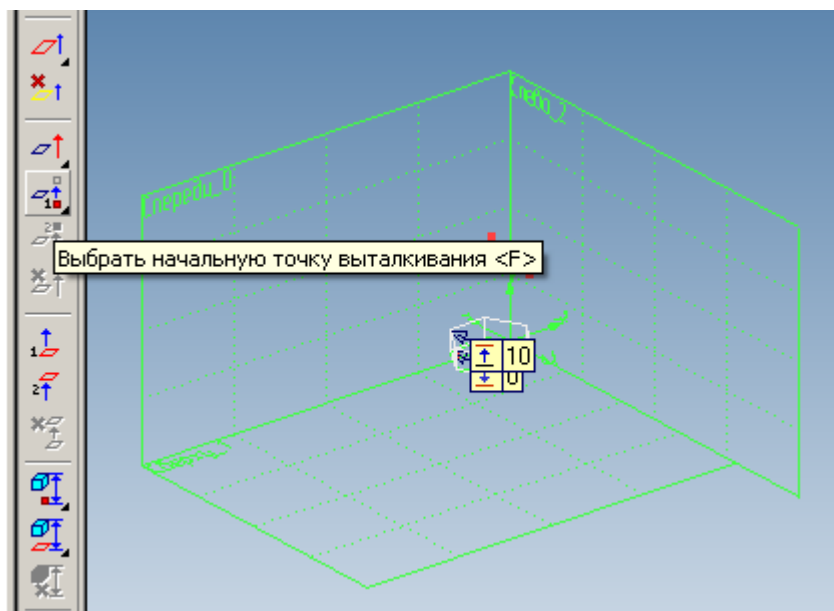 Слева_2
Спереди_0
Выбрать начальную точку выталкивания <F>
10
0